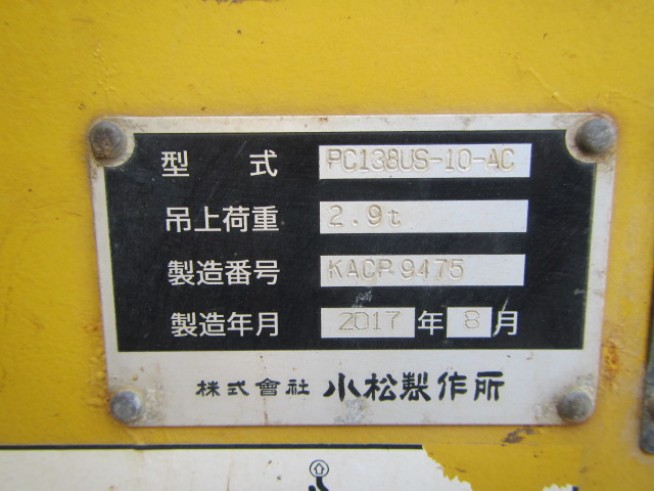 型 式 PC138US-10-AC
吊上荷重 2.9t
製造番号 KACP 9475
製造年月 2017 年 8 月
株式會社 小松製作所